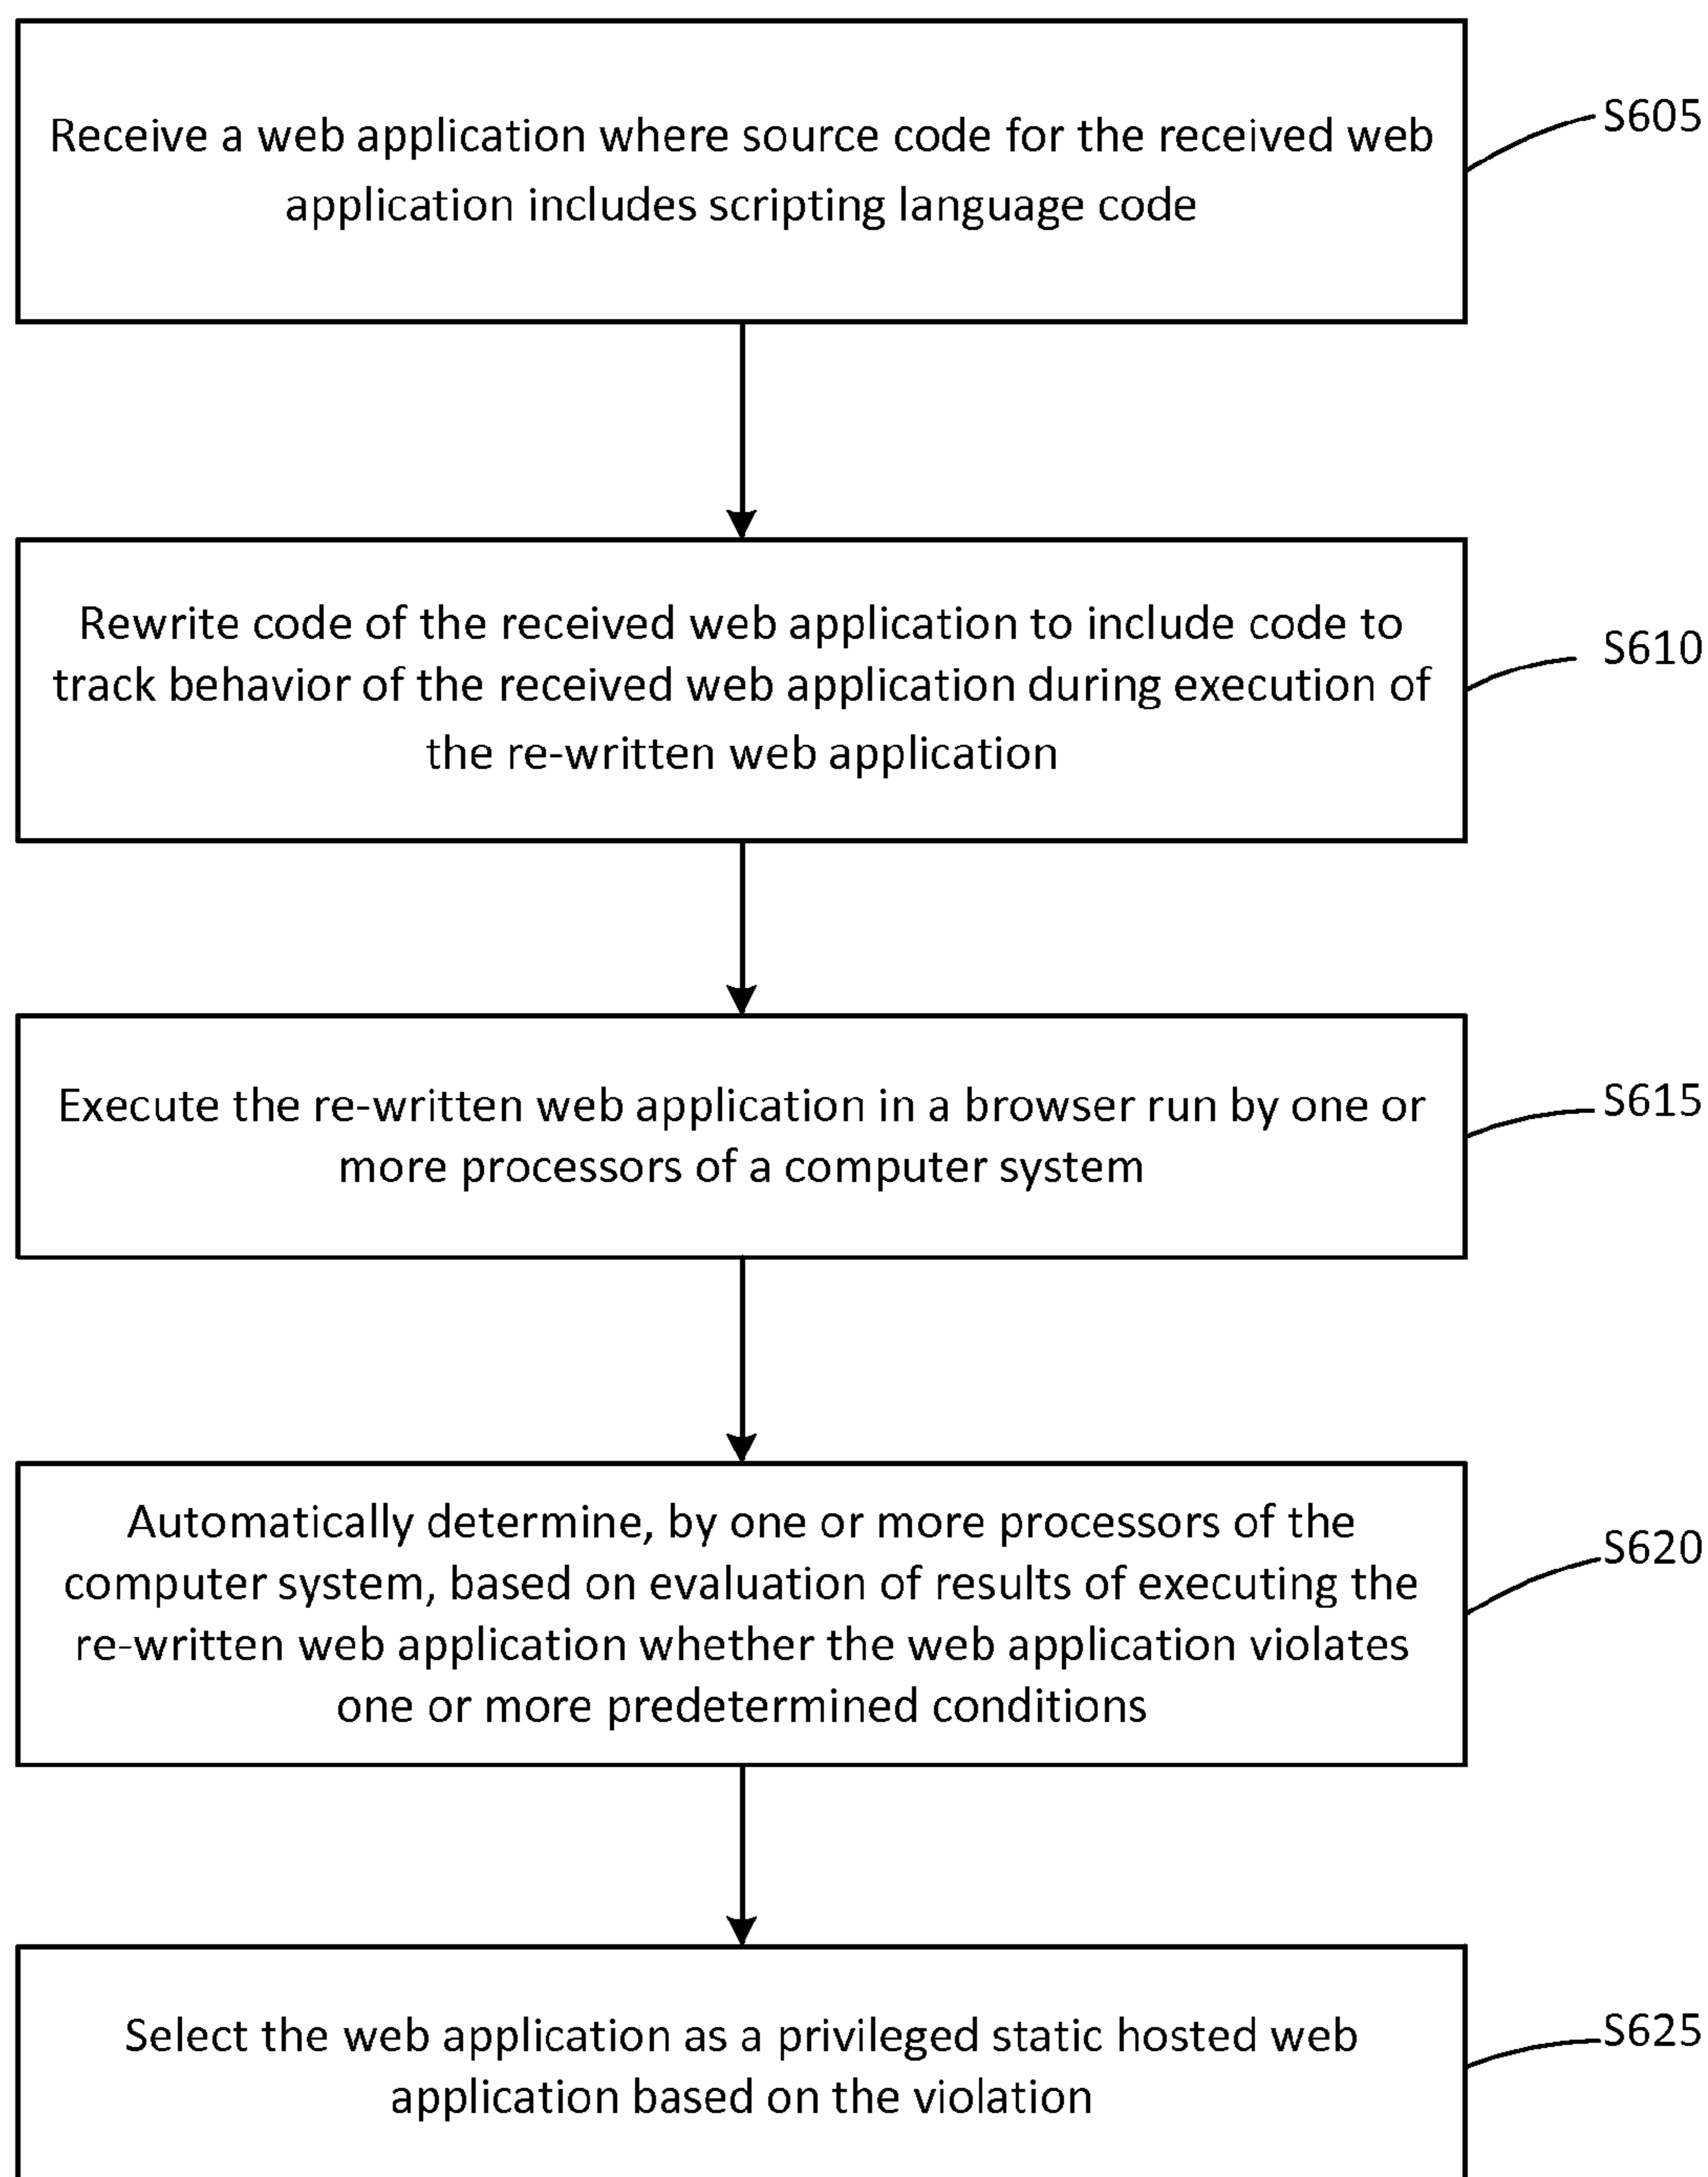 Receive a web application where source code for the received web
application includes scripting language code
S605
Rewrite code of the received web application to include code to
track behavior of the received web application during execution of
the re-written web application
S610
Execute the re-written web application in a browser run by one or
more processors of a computer system
S615
Automatically determine, by one or more processors of the
computer system, based on evaluation of results of executing the
re-written web application whether the web application violates
one or more predetermined conditions
S620
Select the web application as a privileged static hosted web
application based on the violation
S625